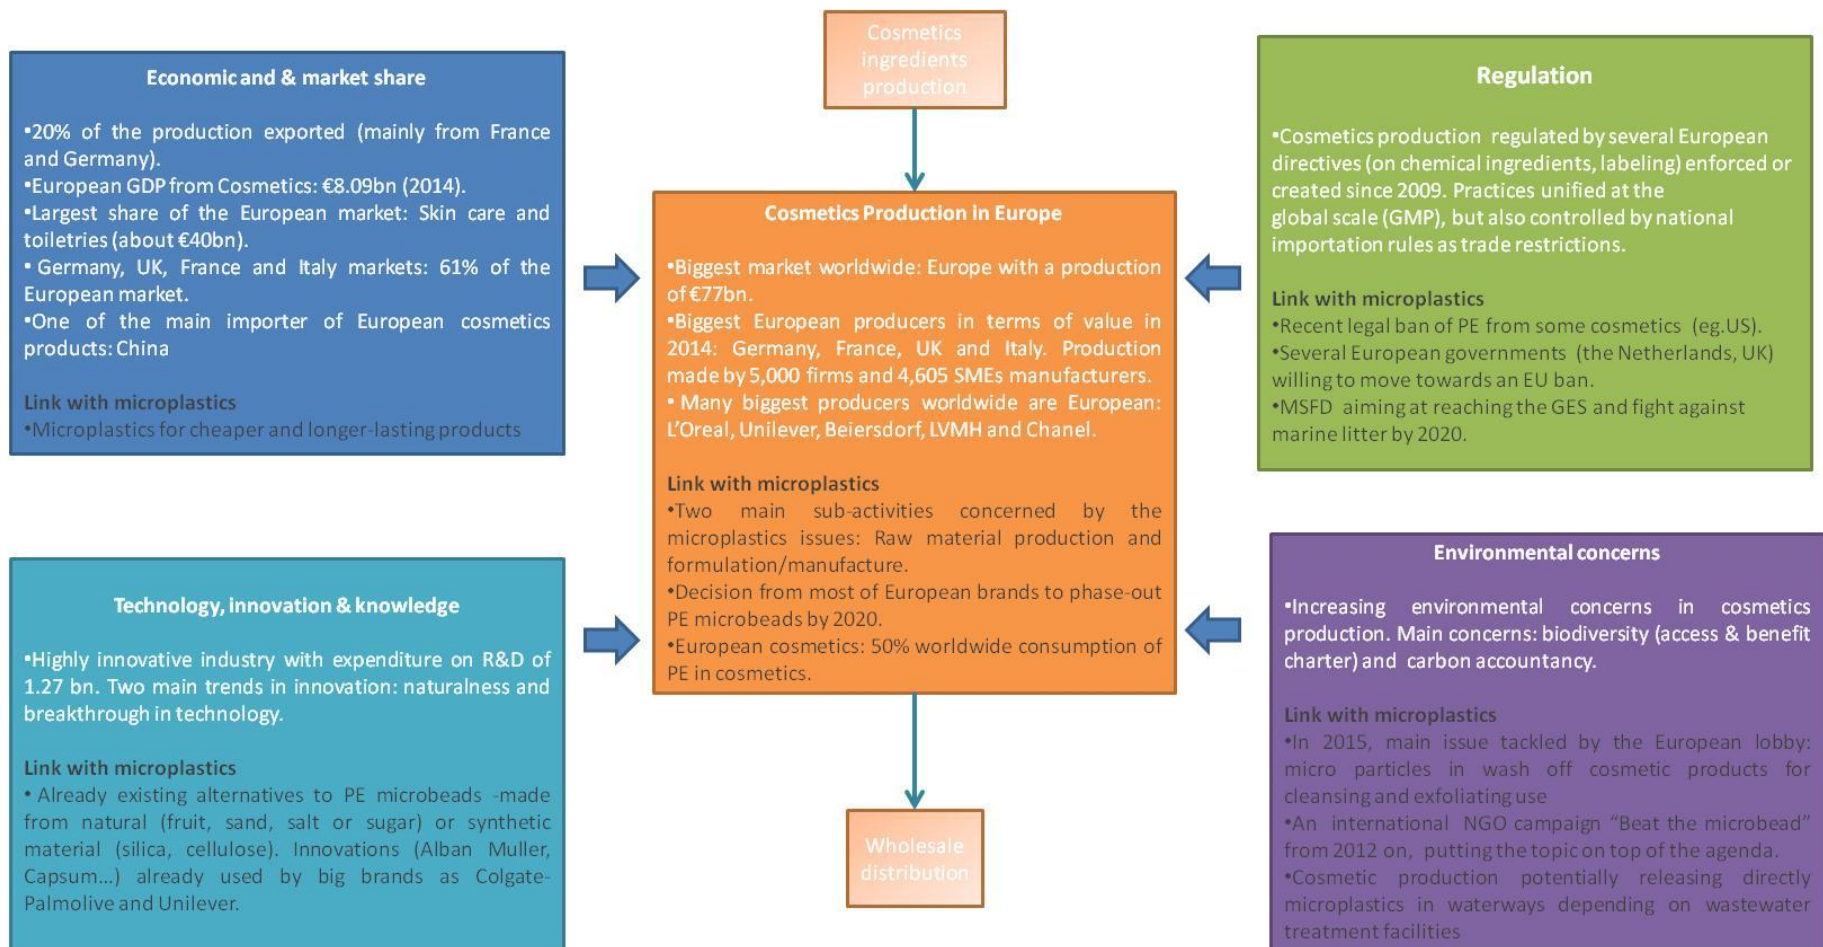 Cosmetics
ingredients
production
Economic and & market share
•20% of the production exported (mainly from France
and Germany).
•European GDP from Cosmetics: €8.09bn (2014).
•Largest share of the European market: Skin care and
toiletries (about €40bn).
• Germany, UK, France and Italy markets: 61% of the
European market.
•One of the main importer of European cosmetics
products: China
Link with microplastics
•Microplastics for cheaper and longer-lasting products
Regulation
•Cosmetics production regulated by several European
directives (on chemical ingredients, labeling) enforced or
created since 2009. Practices unified at the
global scale (GMP), but also controlled by national
importation rules as trade restrictions.
Link with microplastics
•Recent legal ban of PE from some cosmetics (eg.US).
•Several European governments (the Netherlands, UK)
willing to move towards an EU ban.
•MSFD aiming at reaching the GES and fight against
marine litter by 2020.
Cosmetics Production in Europe
•Biggest market worldwide: Europe with a production
of €77bn.
•Biggest European producers in terms of value in
2014: Germany, France, UK and Italy. Production
made by 5,000 firms and 4,605 SMEs manufacturers.
• Many biggest producers worldwide are European:
L'Oreal, Unilever, Beiersdorf, LVMH and Chanel.
Link with microplastics
•Two main sub-activities concerned by the
microplastics issues: Raw material production and
formulation/manufacture.
•Decision from most of European brands to phase-out
PE microbeads by 2020.
•European cosmetics: 50% worldwide consumption of
PE in cosmetics.
Technology, innovation & knowledge
•Highly innovative industry with expenditure on R&D of
1.27 bn. Two main trends in innovation: naturalness and
breakthrough in technology.
Link with microplastics
• Already existing alternatives to PE microbeads -made
from natural (fruit, sand, salt or sugar) or synthetic
material (silica, cellulose). Innovations (Alban Muller,
Capsum...) already used by big brands as Colgate-
Palmolive and Unilever.
Environmental concerns
•Increasing environmental concerns in cosmetics
production. Main concerns: biodiversity (access & benefit
charter) and carbon accountancy.
Link with microplastics
•In 2015, main issue tackled by the European lobby:
micro particles in wash off cosmetic products for
cleansing and exfoliating use
•An international NGO campaign "Beat the microbead"
from 2012 on, putting the topic on top of the agenda.
•Cosmetic production potentially releasing directly
microplastics in waterways depending on wastewater
treatment facilities
Wholesale
distribution